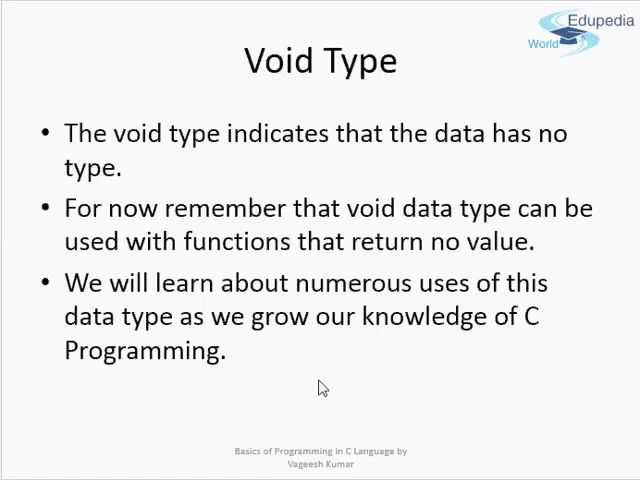 Edupedia
World
Void Type
• The void type indicates that the data has no
type.
• For now remember that void data type can be
used with functions that return no value.
• We will learn about numerous uses of this
data type as we grow our knowledge of C
Programming.
Basics of Programming in C Language by
Vageesh Kumar